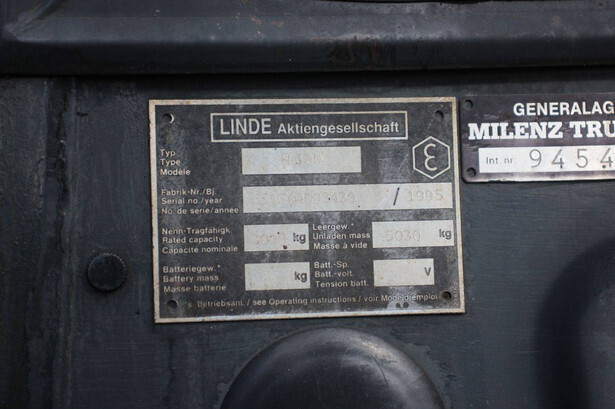 LINDE Aktiengesellschaft
Typ
Type
Modèle
ε
Fabrik-Nr./Bj.
Serial no./year / 1995
No. de série/année
Nenn-Tragfähigk
Rated capacity kg
Capacité nominale
Leergew.
Unladen mass 5030 kg
Masse à vide
Batteriegew.*
Battery mass kg
Masse batterie
Batt.-Sp.
Batt.-volt. V
Tension batt.
*s. Betriebsanl. / see Operating instructions / voir Mode d'emploi
GENERALAG
MILENZ TRU
Int. nr. 9454